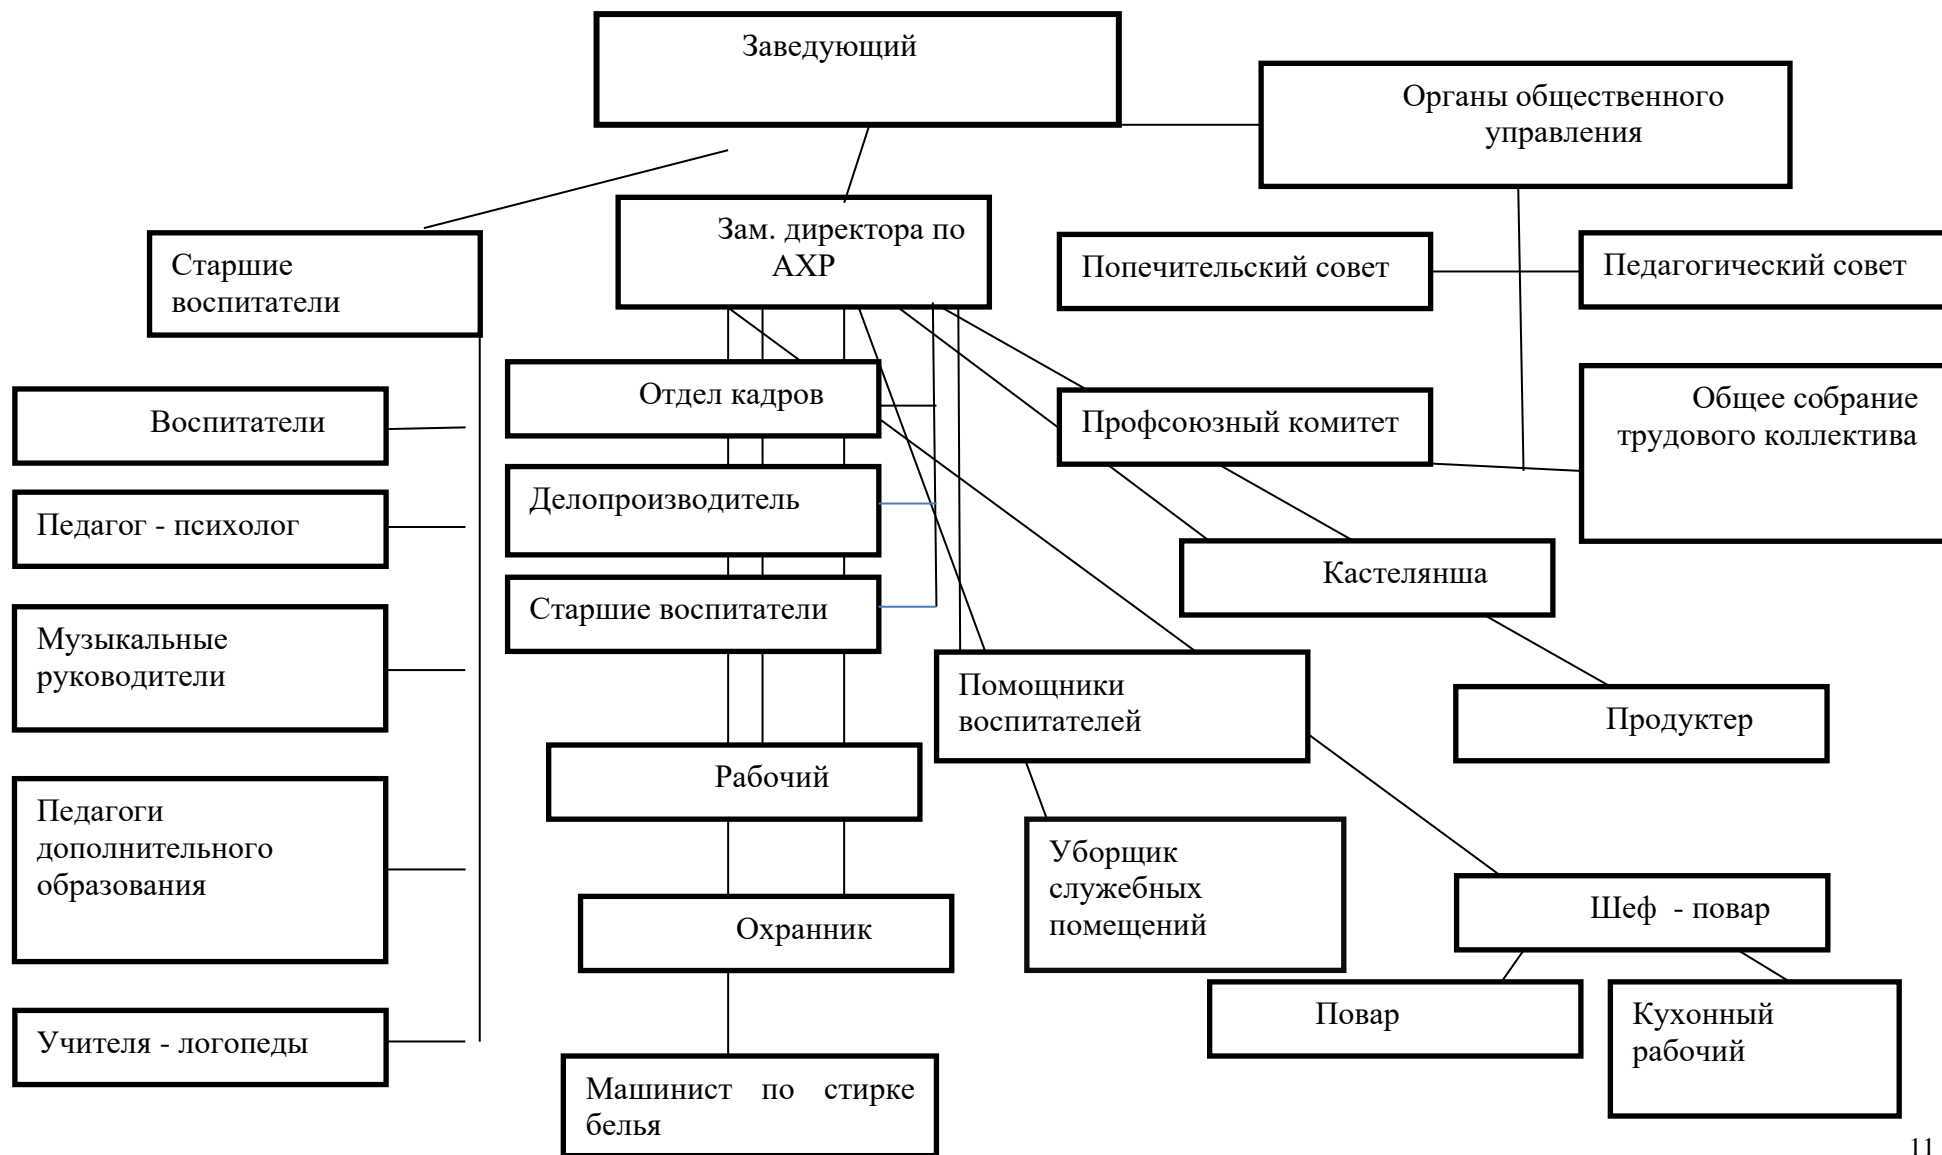 Заведующий
Органы общественного
управления
Зам. директора по
АХР
Старшие
воспитатели
Попечительский совет
Педагогический совет
Отдел кадров
Профсоюзный комитет
Общее собрание
трудового коллектива
Воспитатели
Делопроизводитель
Педагог - психолог
Кастелянша
Старшие воспитатели
Музыкальные
руководители
Помощники
воспитателей
Продуктер
Рабочий
Педагоги
дополнительного
образования
Уборщик
служебных
помещений
Шеф - повар
Охранник
Повар
Кухонный
рабочий
Учителя - логопеды
Машинист по стирке
белья
11